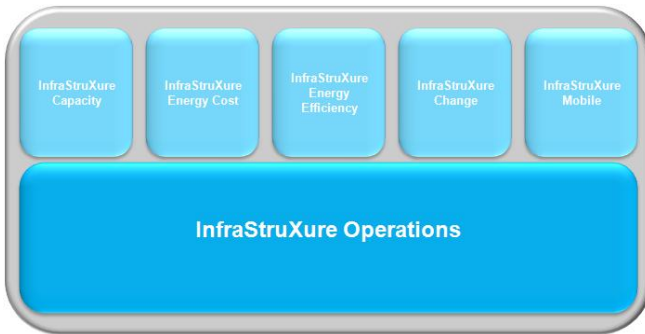 InfraStruXure
Capacity
InfraStruXure
Energy Cost
InfraStruXure
Energy
Efficiency
InfraStruXure
Change
InfraStruXure
Mobile
InfraStruXure Operations